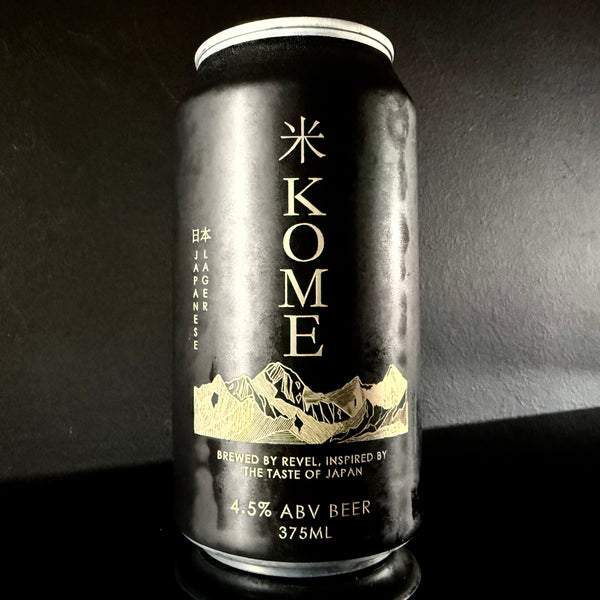 米
KOME
日本
JAPANESE
LAGER
BREWED BY REVEL, INSPIRED BY
THE TASTE OF JAPAN
4.5% ABV BEER
375ML